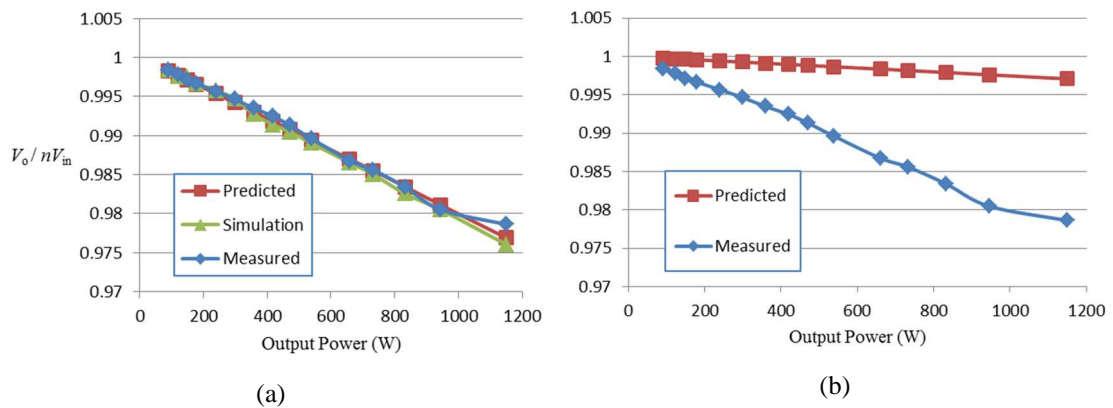 1.005
1
0.995
0.99
0.985
0.98
0.975
0.97
V₀ / nVᵢₙ
Predicted
Simulation
Measured
0 200 400 600 800 1000 1200
Output Power (W)
(a)
1.005
1
0.995
0.99
0.985
0.98
0.975
0.97
Predicted
Measured
0 200 400 600 800 1000 1200
Output Power (W)
(b)